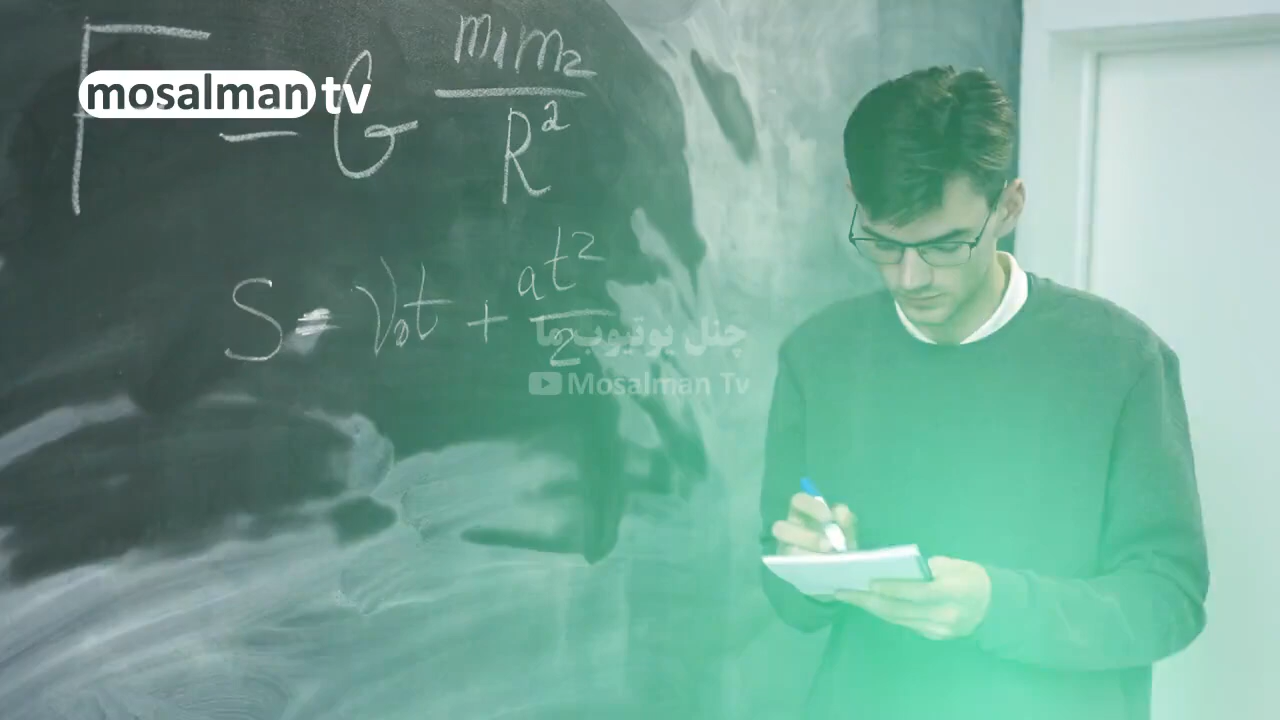 mosalman tv
F = G m₁m₂/R²
S = V₀t + at²/2
چنل یوتیوب ما
Mosalman Tv